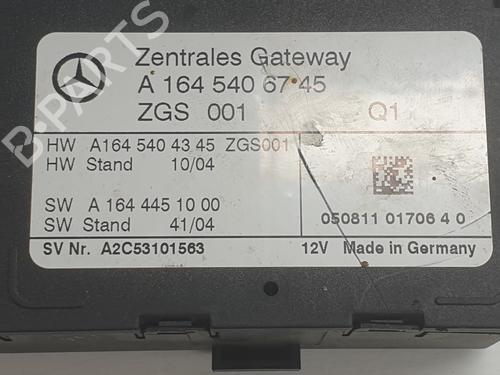 Zentrales Gateway
A 164 540 67 45
ZGS 001 Q1
HW A164 540 43 45 ZGS001
HW Stand 10/04
SW A 164 445 10 00
SW Stand 41/04
050811 01706 4 0
SV Nr. A2C53101563 12V Made in Germany
B-PARTS